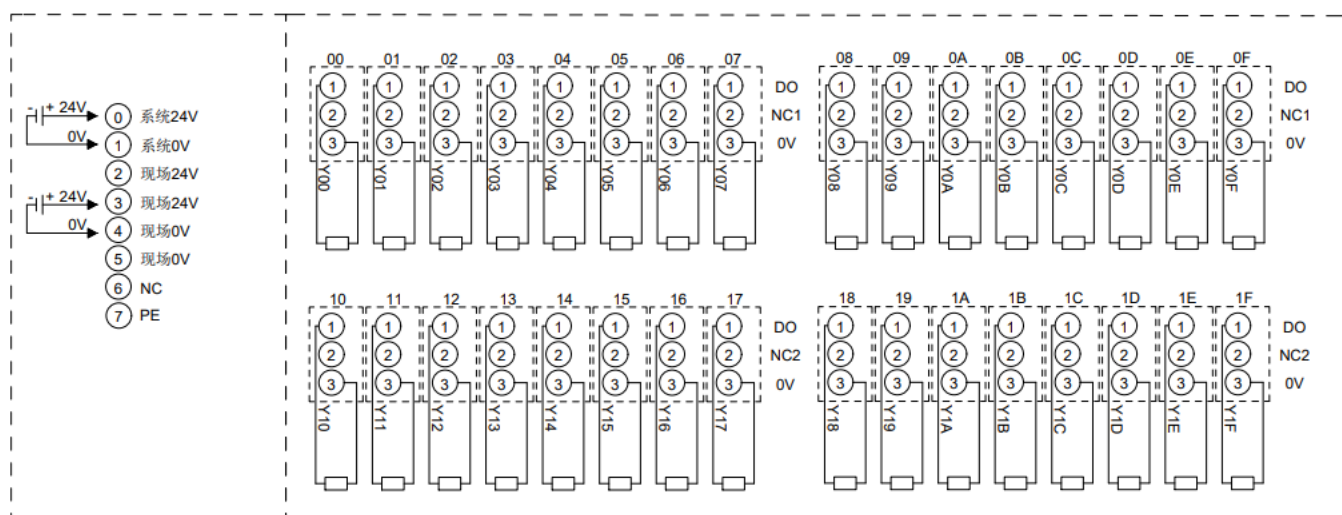 + 24V
0 系统24V
0V
1 系统0V
2 现场24V
+ 24V
3 现场24V
0V
4 现场0V
5 现场0V
6 NC
7 PE
00 01 02 03 04 05 06 07
1 1 1 1 1 1 1 1 DO
2 2 2 2 2 2 2 2 NC1
3 3 3 3 3 3 3 3 0V
Y00 Y01 Y02 Y03 Y04 Y05 Y06 Y07
08 09 0A 0B 0C 0D 0E 0F
1 1 1 1 1 1 1 1 DO
2 2 2 2 2 2 2 2 NC1
3 3 3 3 3 3 3 3 0V
Y08 Y09 Y0A Y0B Y0C Y0D Y0E Y0F
10 11 12 13 14 15 16 17
1 1 1 1 1 1 1 1 DO
2 2 2 2 2 2 2 2 NC2
3 3 3 3 3 3 3 3 0V
Y10 Y11 Y12 Y13 Y14 Y15 Y16 Y17
18 19 1A 1B 1C 1D 1E 1F
1 1 1 1 1 1 1 1 DO
2 2 2 2 2 2 2 2 NC2
3 3 3 3 3 3 3 3 0V
Y18 Y19 Y1A Y1B Y1C Y1D Y1E Y1F